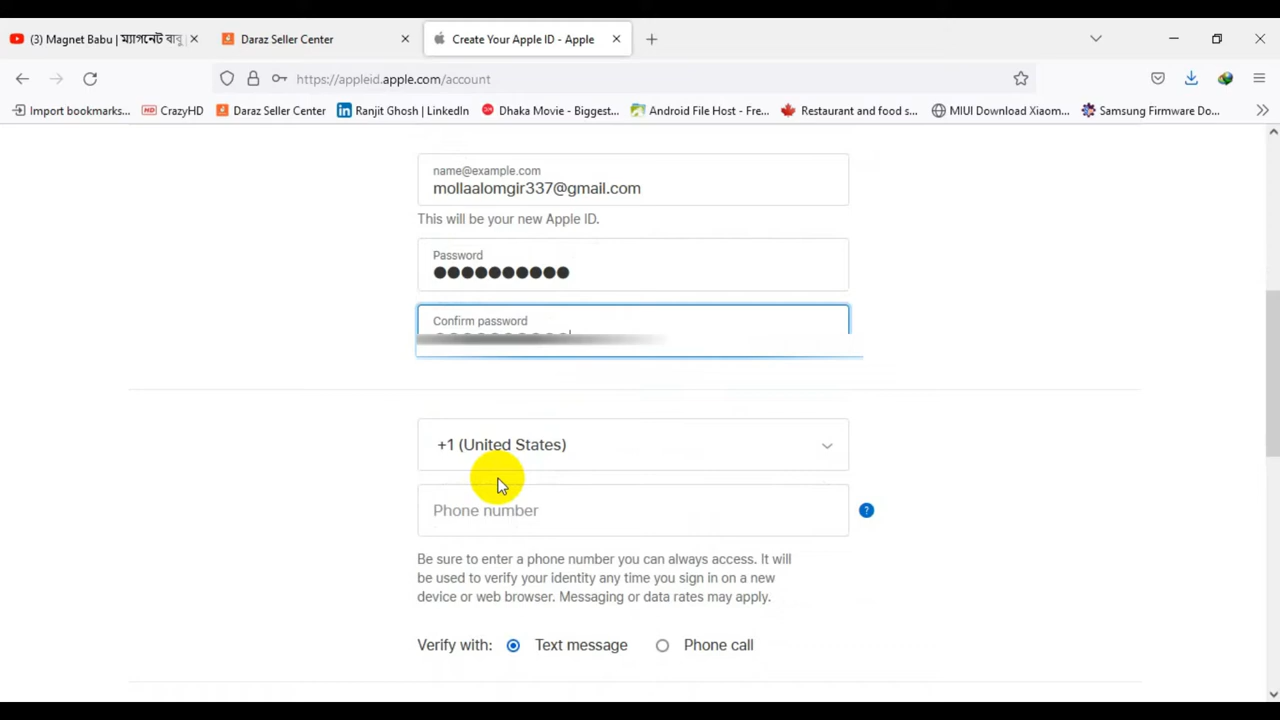 (3) Magnet Babu | ম্যাগনেট বাবু
Daraz Seller Center
Create Your Apple ID - Apple
https://appleid.apple.com/account
Import bookmarks...
HD CrazyHD
Daraz Seller Center
in Ranjit Ghosh | LinkedIn
Dhaka Movie - Biggest...
Android File Host - Fre...
Restaurant and food s...
MIUI Download Xiaom...
Samsung Firmware Do...
name@example.com
mollaalomgir337@gmail.com
This will be your new Apple ID.
Password
Confirm password
+1 (United States)
Phone number
?
Be sure to enter a phone number you can always access. It will
be used to verify your identity any time you sign in on a new
device or web browser. Messaging or data rates may apply.
Verify with:
Text message
Phone call